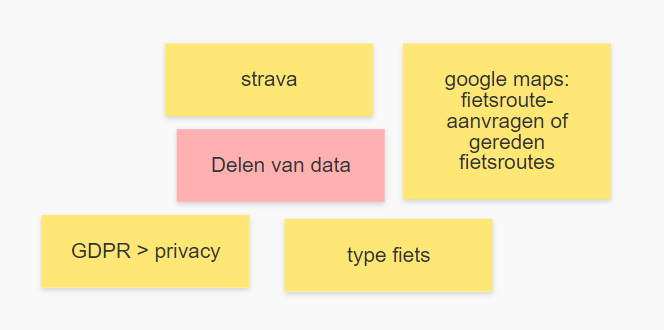 strava
google maps:
fietsroute-
aanvragen of
gereden
fietsroutes
Delen van data
GDPR > privacy
type fiets